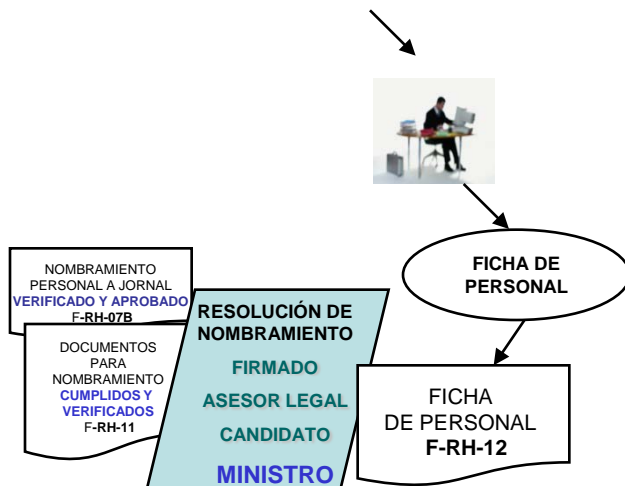 NOMBRAMIENTO
PERSONAL A JORNAL
VERIFICADO Y APROBADO
F-RH-07B
DOCUMENTOS
PARA
NOMBRAMIENTO
CUMPLIDOS Y
VERIFICADOS
F-RH-11
RESOLUCIÓN DE
NOMBRAMIENTO
FIRMADO
ASESOR LEGAL
CANDIDATO
MINISTRO
FICHA DE
PERSONAL
FICHA
DE PERSONAL
F-RH-12